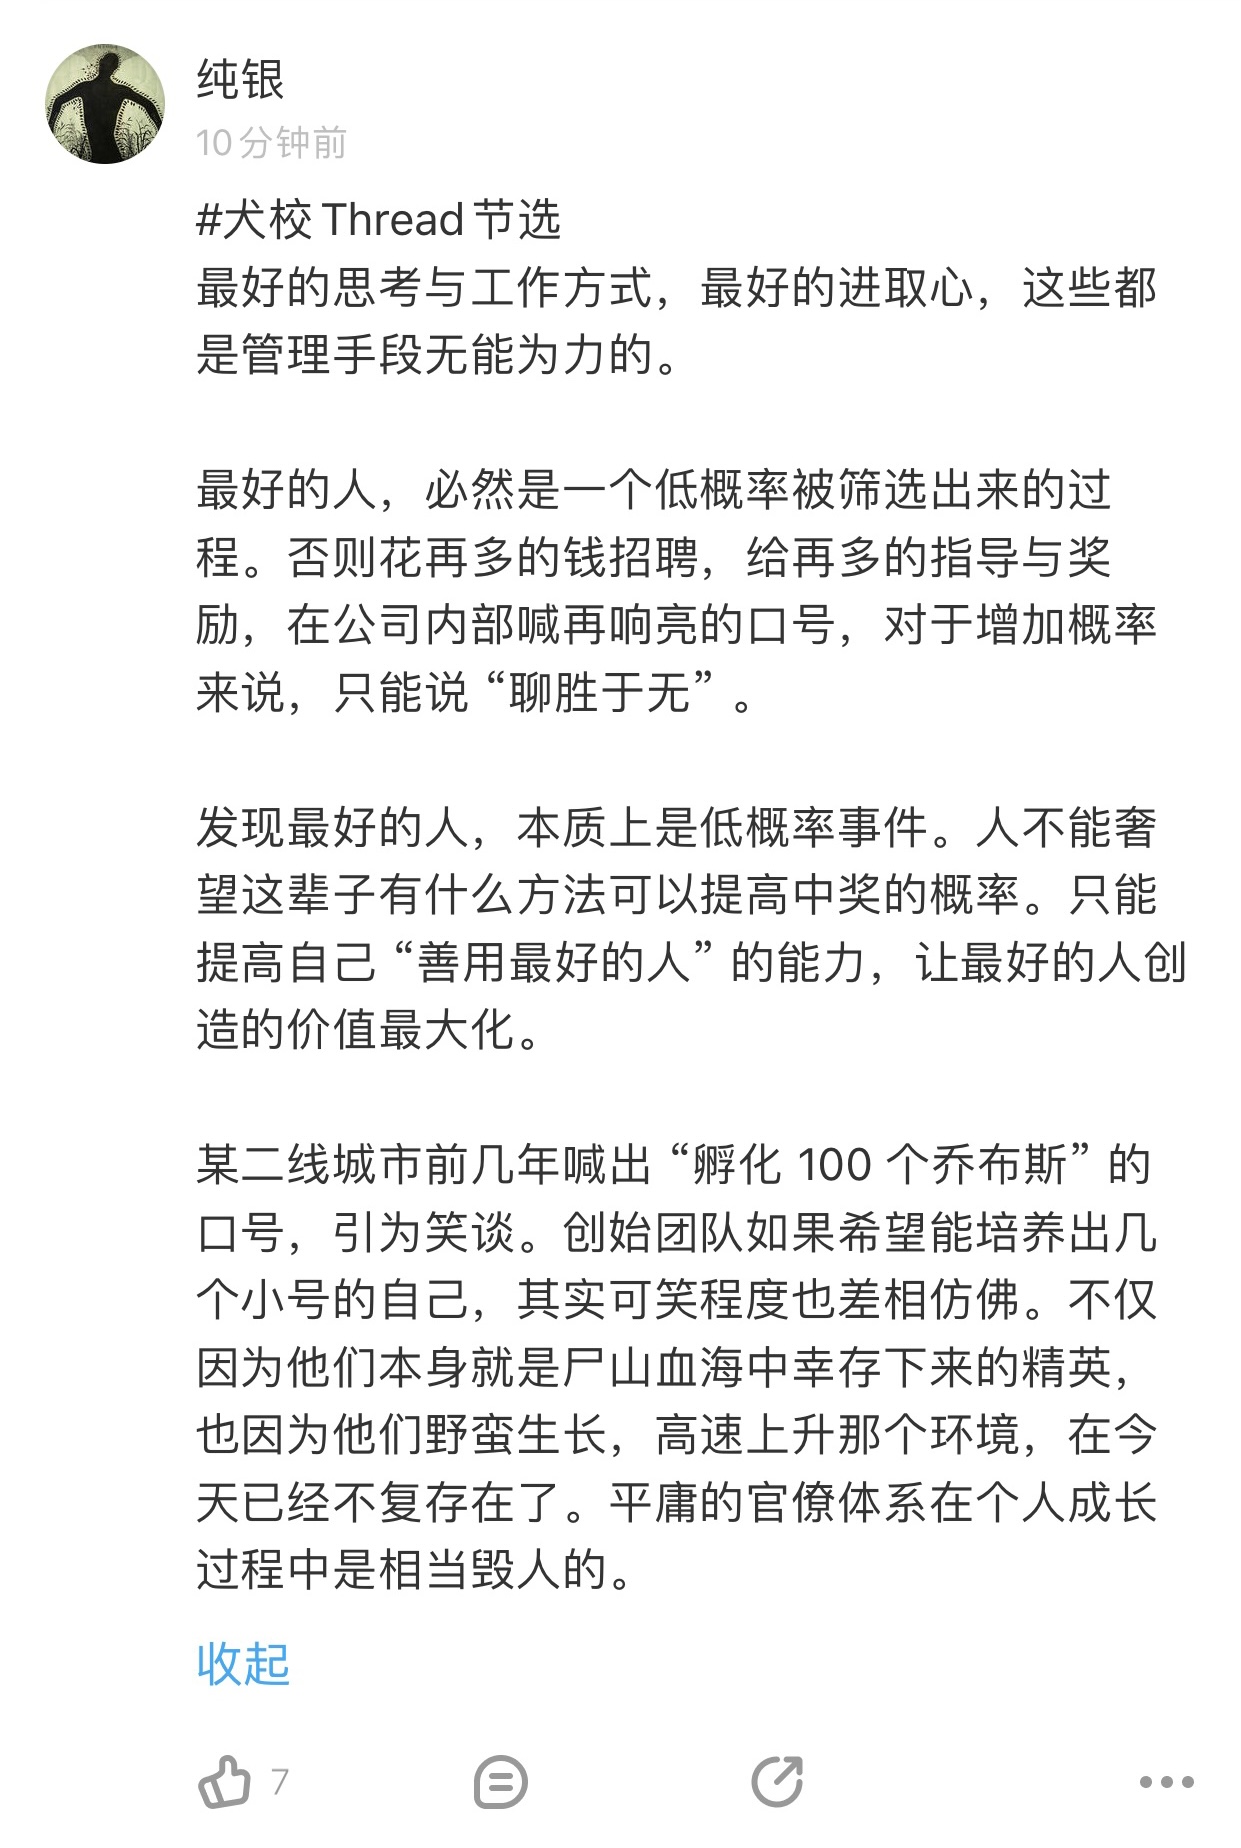 纯银
10分钟前
#犬校Thread节选
最好的思考与工作方式，最好的进取心，这些都
是管理手段无能为力的。
最好的人，必然是一个低概率被筛选出来的过
程。否则花再多的钱招聘，给再多的指导与奖
励，在公司内部喊再响亮的口号，对于增加概率
来说，只能说“聊胜于无”。
发现最好的人，本质上是低概率事件。人不能奢
望这辈子有什么方法可以提高中奖的概率。只能
提高自己“善用最好的人”的能力，让最好的人创
造的价值最大化。
某二线城市前几年喊出“孵化 100 个乔布斯”的
口号，引为笑谈。创始团队如果希望能培养出几
个小号的自己，其实可笑程度也差相仿佛。不仅
因为他们本身就是尸山血海中幸存下来的精英，
也因为他们野蛮生长，高速上升那个环境，在今
天已经不复存在了。平庸的官僚体系在个人成长
过程中是相当毁人的。
收起
7